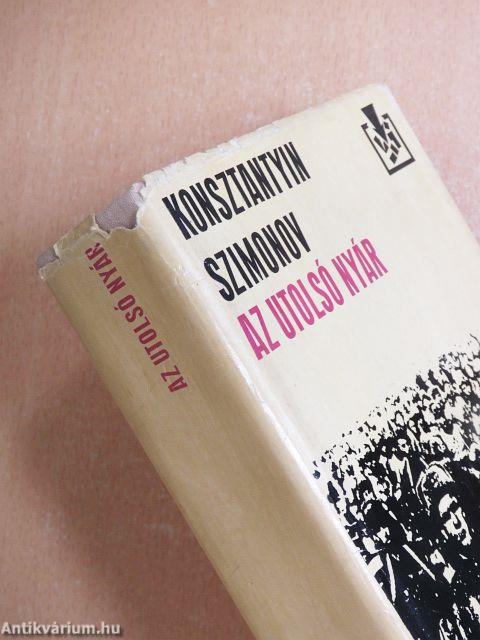 KONSZTANTYIN
SZIMONOV
AZ UTOLSÓ NYÁR
AZ UTOLSÓ NYÁR
Antikvárium.hu